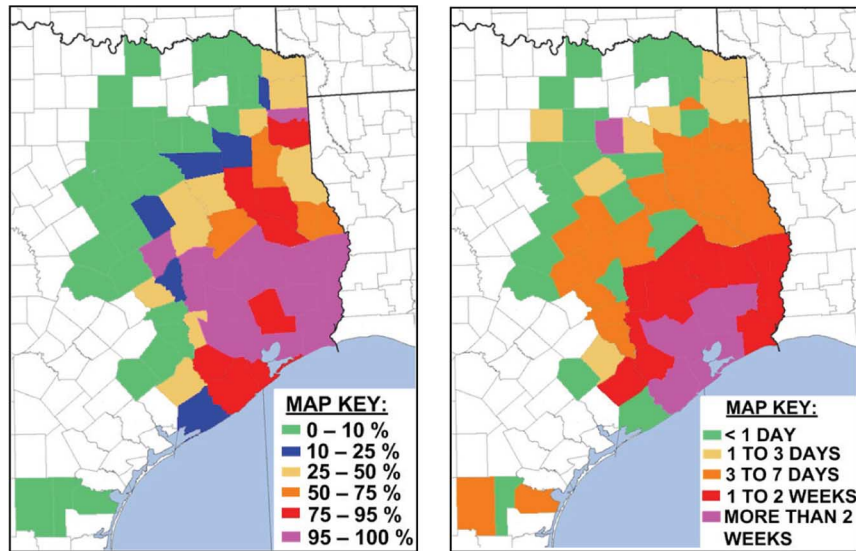 MAP KEY:
0 – 10 %
10 – 25 %
25 – 50 %
50 – 75 %
75 – 95 %
95 – 100 %
MAP KEY:
< 1 DAY
1 TO 3 DAYS
3 TO 7 DAYS
1 TO 2 WEEKS
MORE THAN 2
WEEKS